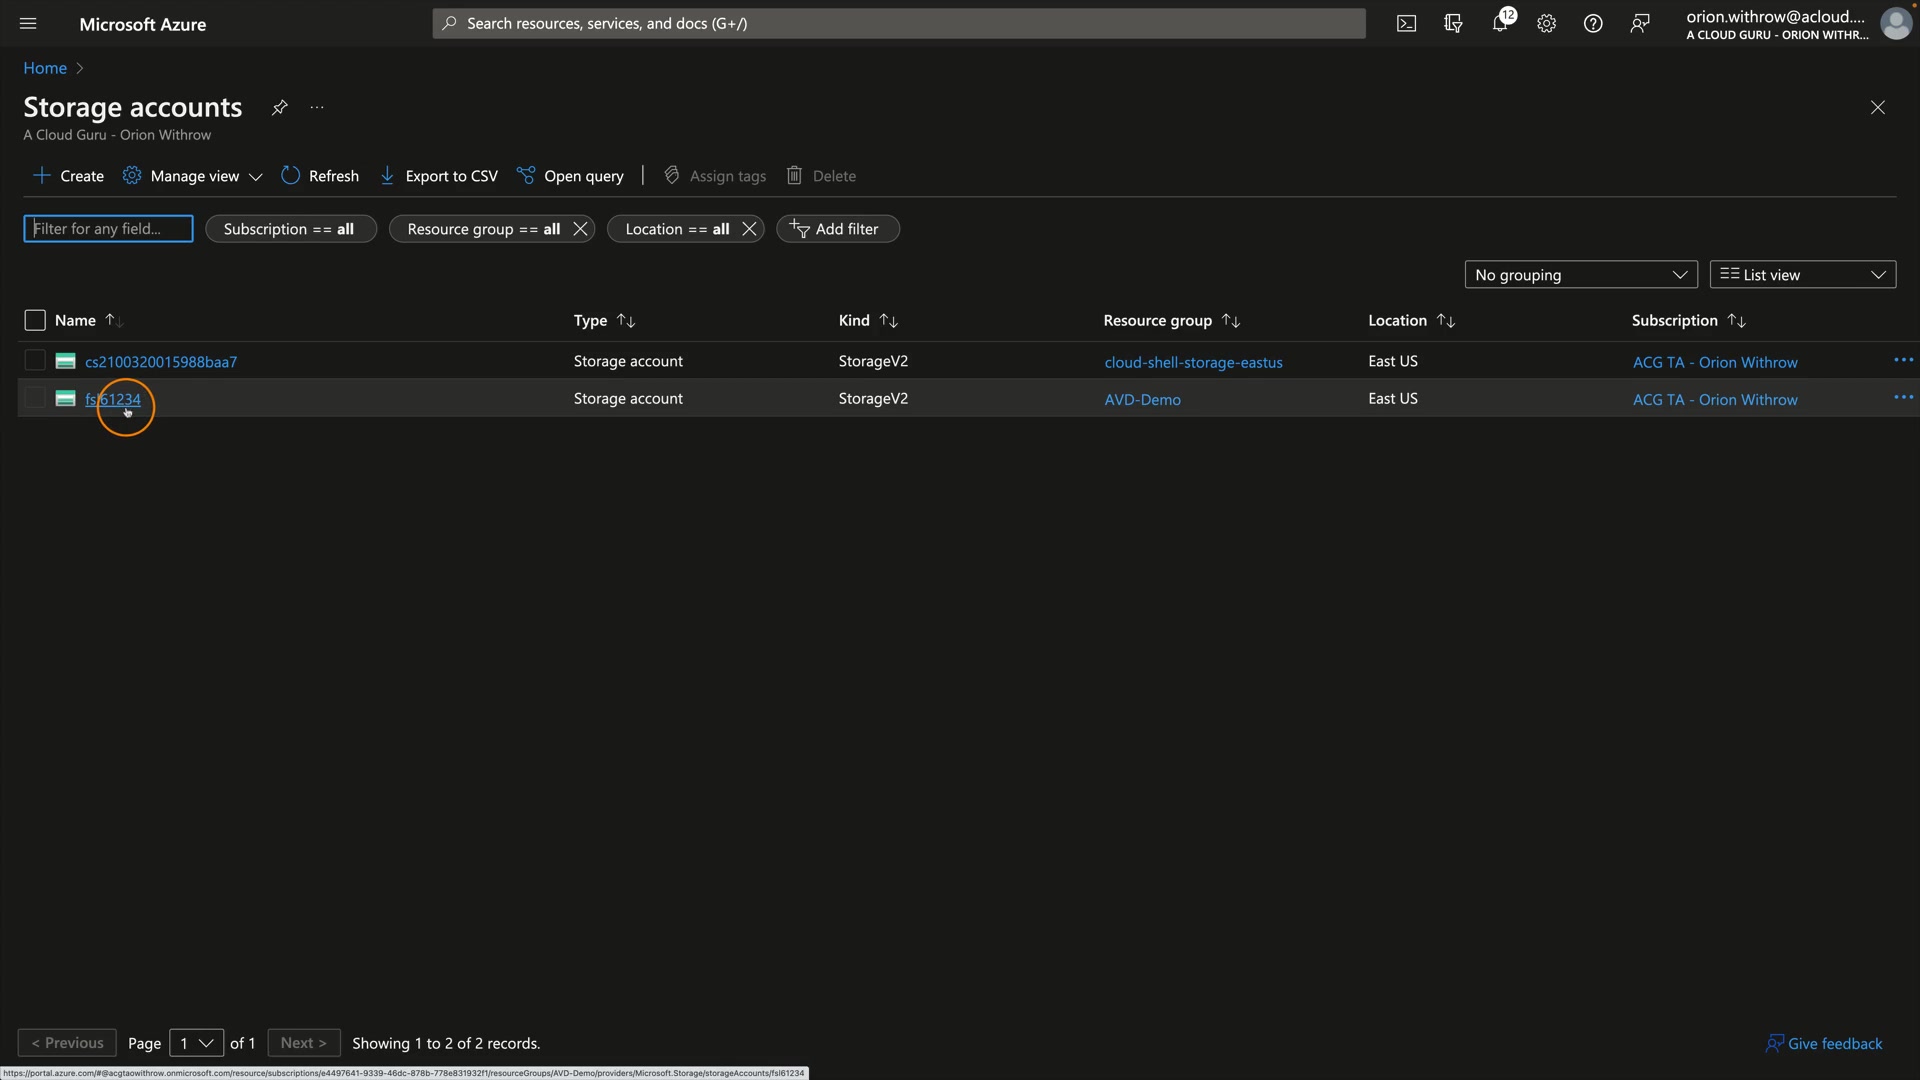 Microsoft Azure
Search resources, services, and docs (G+/)
12
orion.withrow@acloud....
A CLOUD GURU - ORION WITHR...
Home
Storage accounts
A Cloud Guru - Orion Withrow
Create
Manage view
Refresh
Export to CSV
Open query
Assign tags
Delete
Filter for any field...
Subscription == all
Resource group == all
Location == all
Add filter
No grouping
List view
Name
Type
Kind
Resource group
Location
Subscription
cs2100320015988baa7
Storage account
StorageV2
cloud-shell-storage-eastus
East US
ACG TA - Orion Withrow
fsl61234
Storage account
StorageV2
AVD-Demo
East US
ACG TA - Orion Withrow
< Previous
Page
1
of 1
Next >
Showing 1 to 2 of 2 records.
Give feedback
https://portal.azure.com/#@acgtaowithrow.onmicrosoft.com/resource/subscriptions/e4497641-9339-46dc-878b-778e831932f1/resourceGroups/AVD-Demo/providers/Microsoft.Storage/storageAccounts/fsl61234